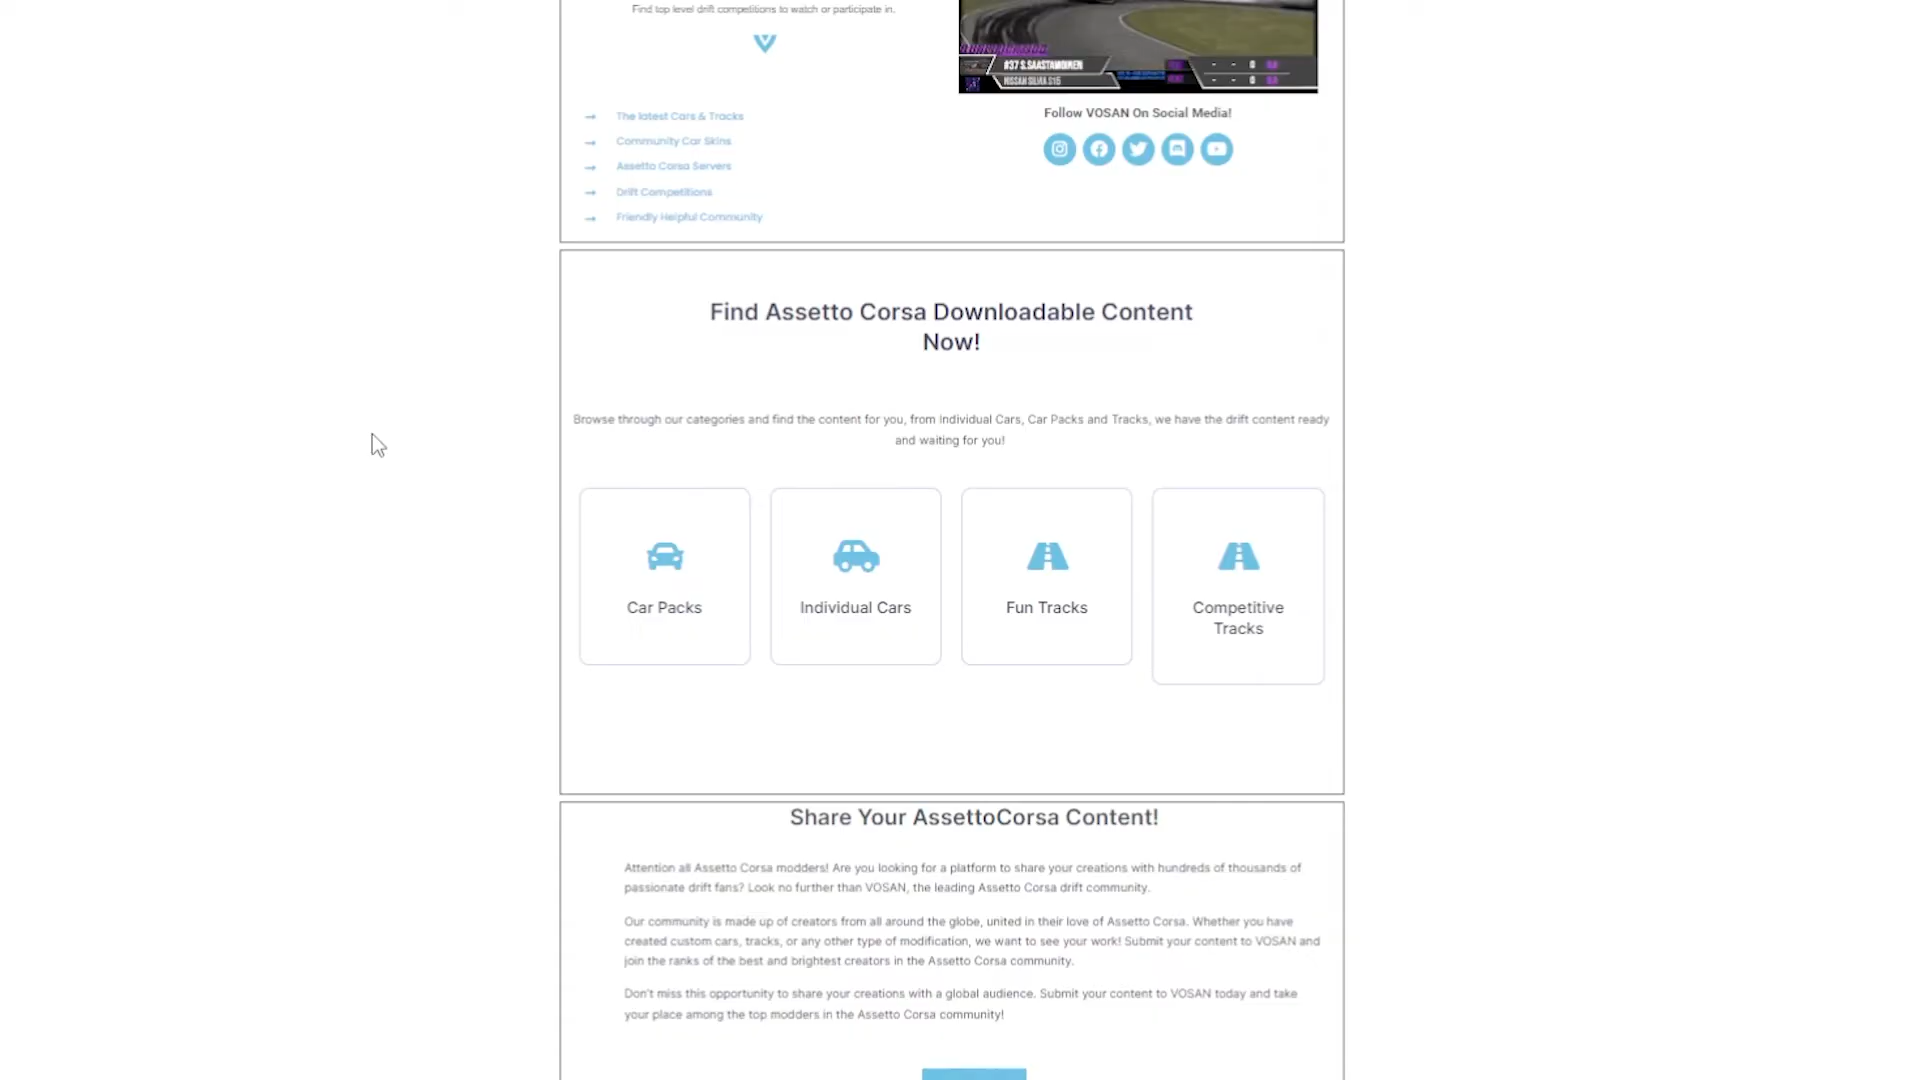 Find top level drift competitions to watch or participate in.
#37 S.SAASTAMOINEN
NISSAN SILVIA S15
Follow VOSAN On Social Media!
→ The latest Cars & Tracks
→ Community Car Skins
→ Assetto Corsa Servers
→ Drift Competitions
→ Friendly Helpful Community
Find Assetto Corsa Downloadable Content
Now!
Browse through our categories and find the content for you, from Individual Cars, Car Packs and Tracks, we have the drift content ready
and waiting for you!
Car Packs
Individual Cars
Fun Tracks
Competitive
Tracks
Share Your AssettoCorsa Content!
Attention all Assetto Corsa modders! Are you looking for a platform to share your creations with hundreds of thousands of
passionate drift fans? Look no further than VOSAN, the leading Assetto Corsa drift community.
Our community is made up of creators from all around the globe, united in their love of Assetto Corsa. Whether you have
created custom cars, tracks, or any other type of modification, we want to see your work! Submit your content to VOSAN and
join the ranks of the best and brightest creators in the Assetto Corsa community.
Don't miss this opportunity to share your creations with a global audience. Submit your content to VOSAN today and take
your place among the top modders in the Assetto Corsa community!